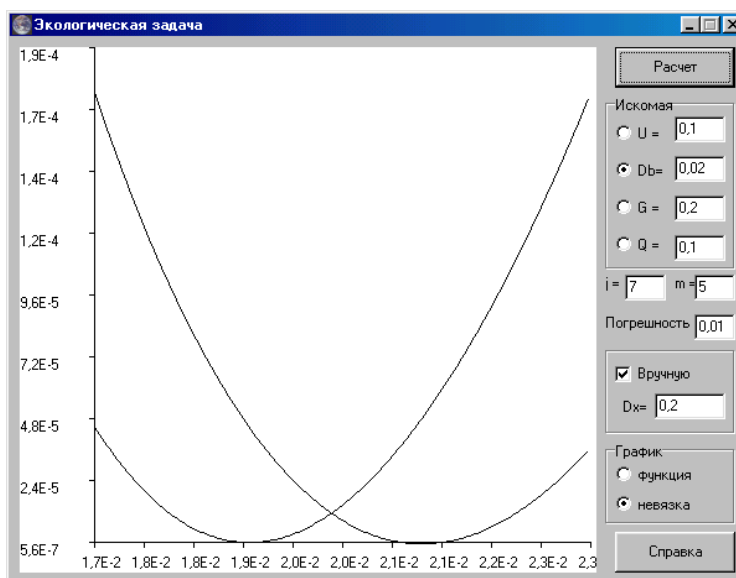 Экологическая задача
1,9E-4
1,7E-4
1,4E-4
1,2E-4
9,6E-5
7,2E-5
4,8E-5
2,4E-5
5,6E-7
1,7E-2 1,8E-2 1,8E-2 1,9E-2 2,0E-2 2,0E-2 2,1E-2 2,1E-2 2,2E-2 2,3E-2 2,3
Расчет
Искомая
U = 0,1
Db= 0,02
G = 0,2
Q = 0,1
i = 7 m = 5
Погрешность 0,01
Вручную
Dx= 0,2
График
функция
невязка
Справка